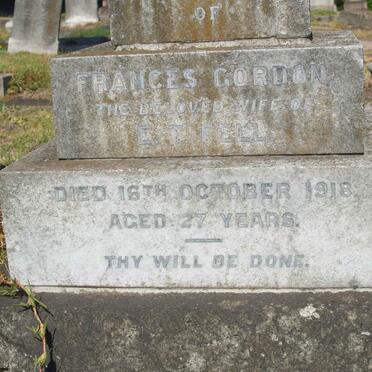 OF
FRANCES GORDON,
THE BELOVED WIFE OF
E. T. FELL
DIED 16TH OCTOBER 1918
AGED 27 YEARS.
THY WILL BE DONE.